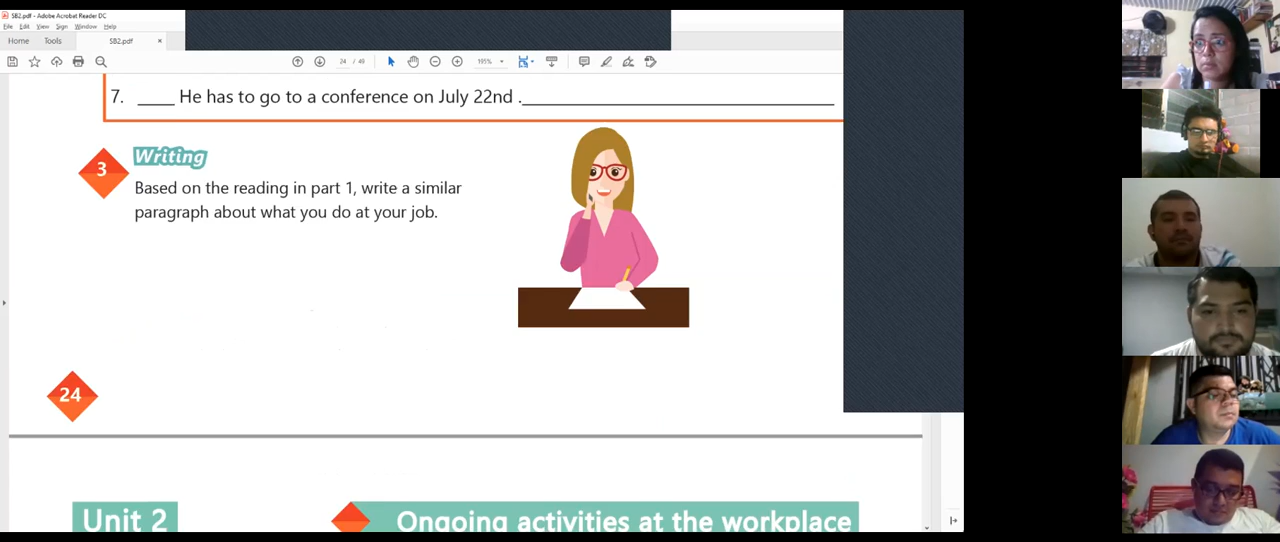 SB2.pdf - Adobe Acrobat Reader DC
File Edit View Sign Window Help
Home Tools SB2.pdf ×
24 / 49 195%
7. ____ He has to go to a conference on July 22nd .________________________________
3 Writing
Based on the reading in part 1, write a similar
paragraph about what you do at your job.
24
Unit 2 Ongoing activities at the workplace